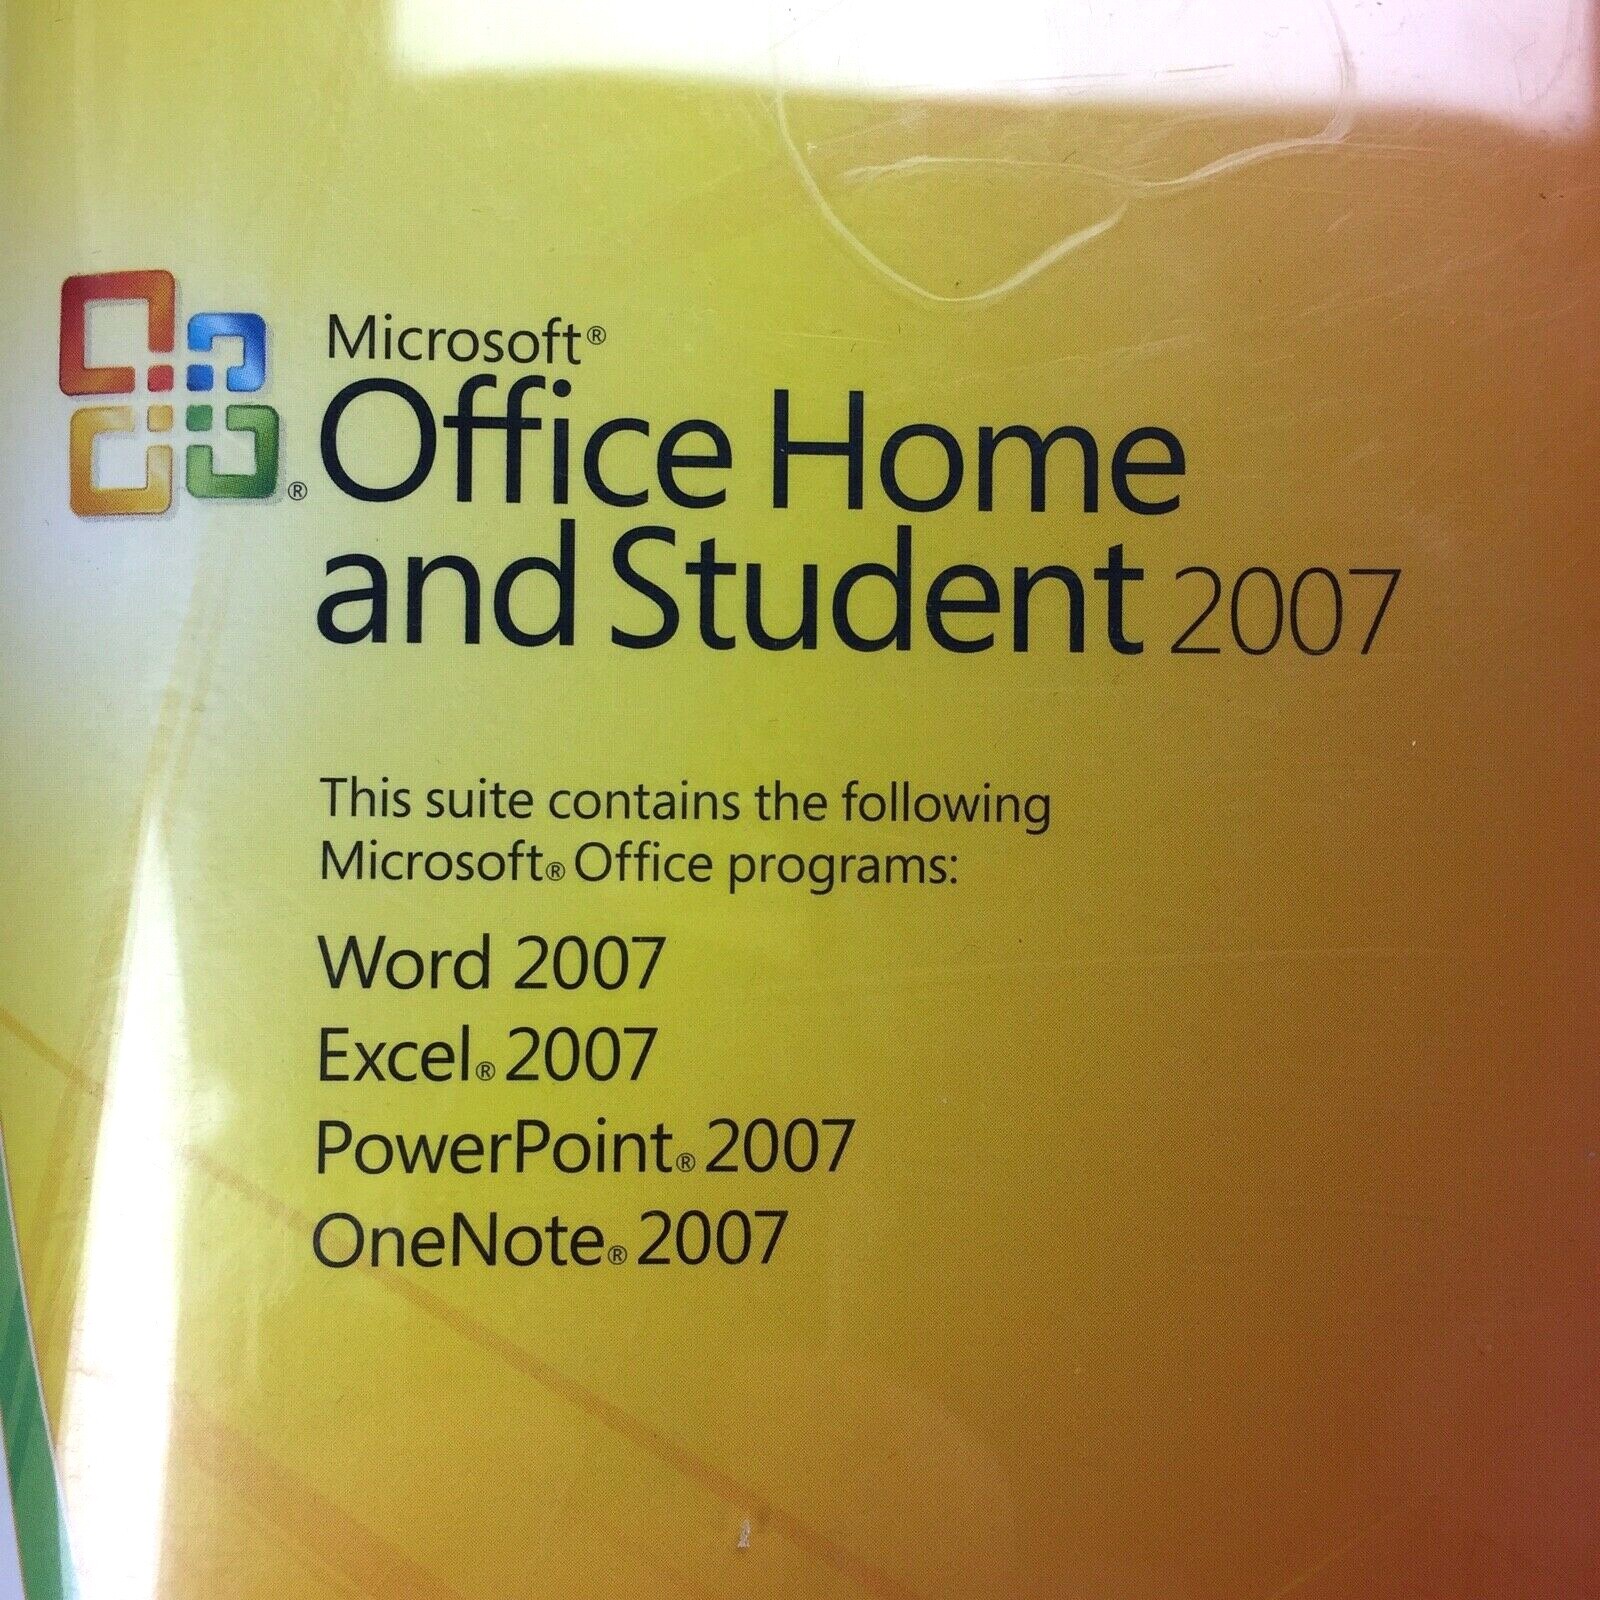 Microsoft®
Office Home
and Student 2007
®
This suite contains the following
Microsoft® Office programs:
Word 2007
Excel® 2007
PowerPoint® 2007
OneNote® 2007